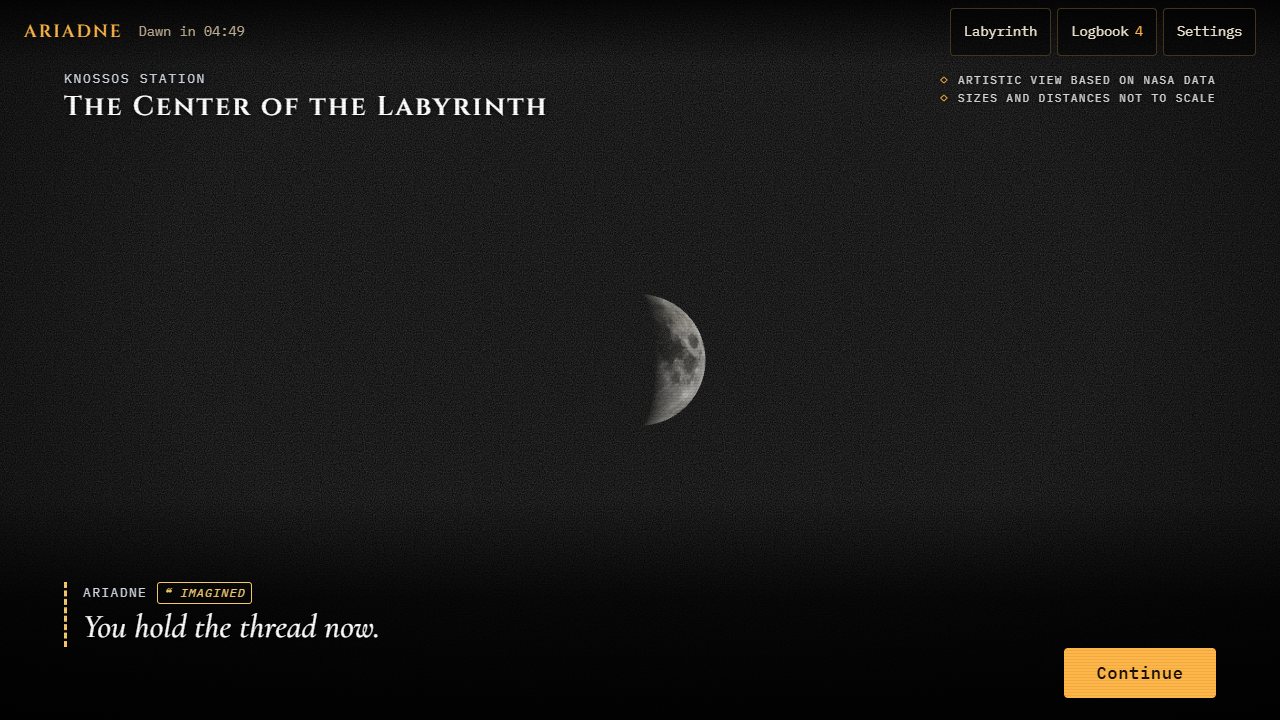 ARIADNE Dawn in 04:49 Labyrinth Logbook 4 Settings
KNOSSOS STATION
The Center of the Labyrinth
◇ ARTISTIC VIEW BASED ON NASA DATA
◇ SIZES AND DISTANCES NOT TO SCALE
ARIADNE ❝ IMAGINED
You hold the thread now.
Continue